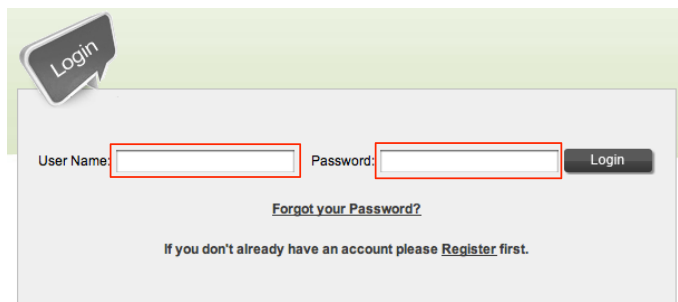 Login
User Name: Password: Login
Forgot your Password?
If you don't already have an account please Register first.